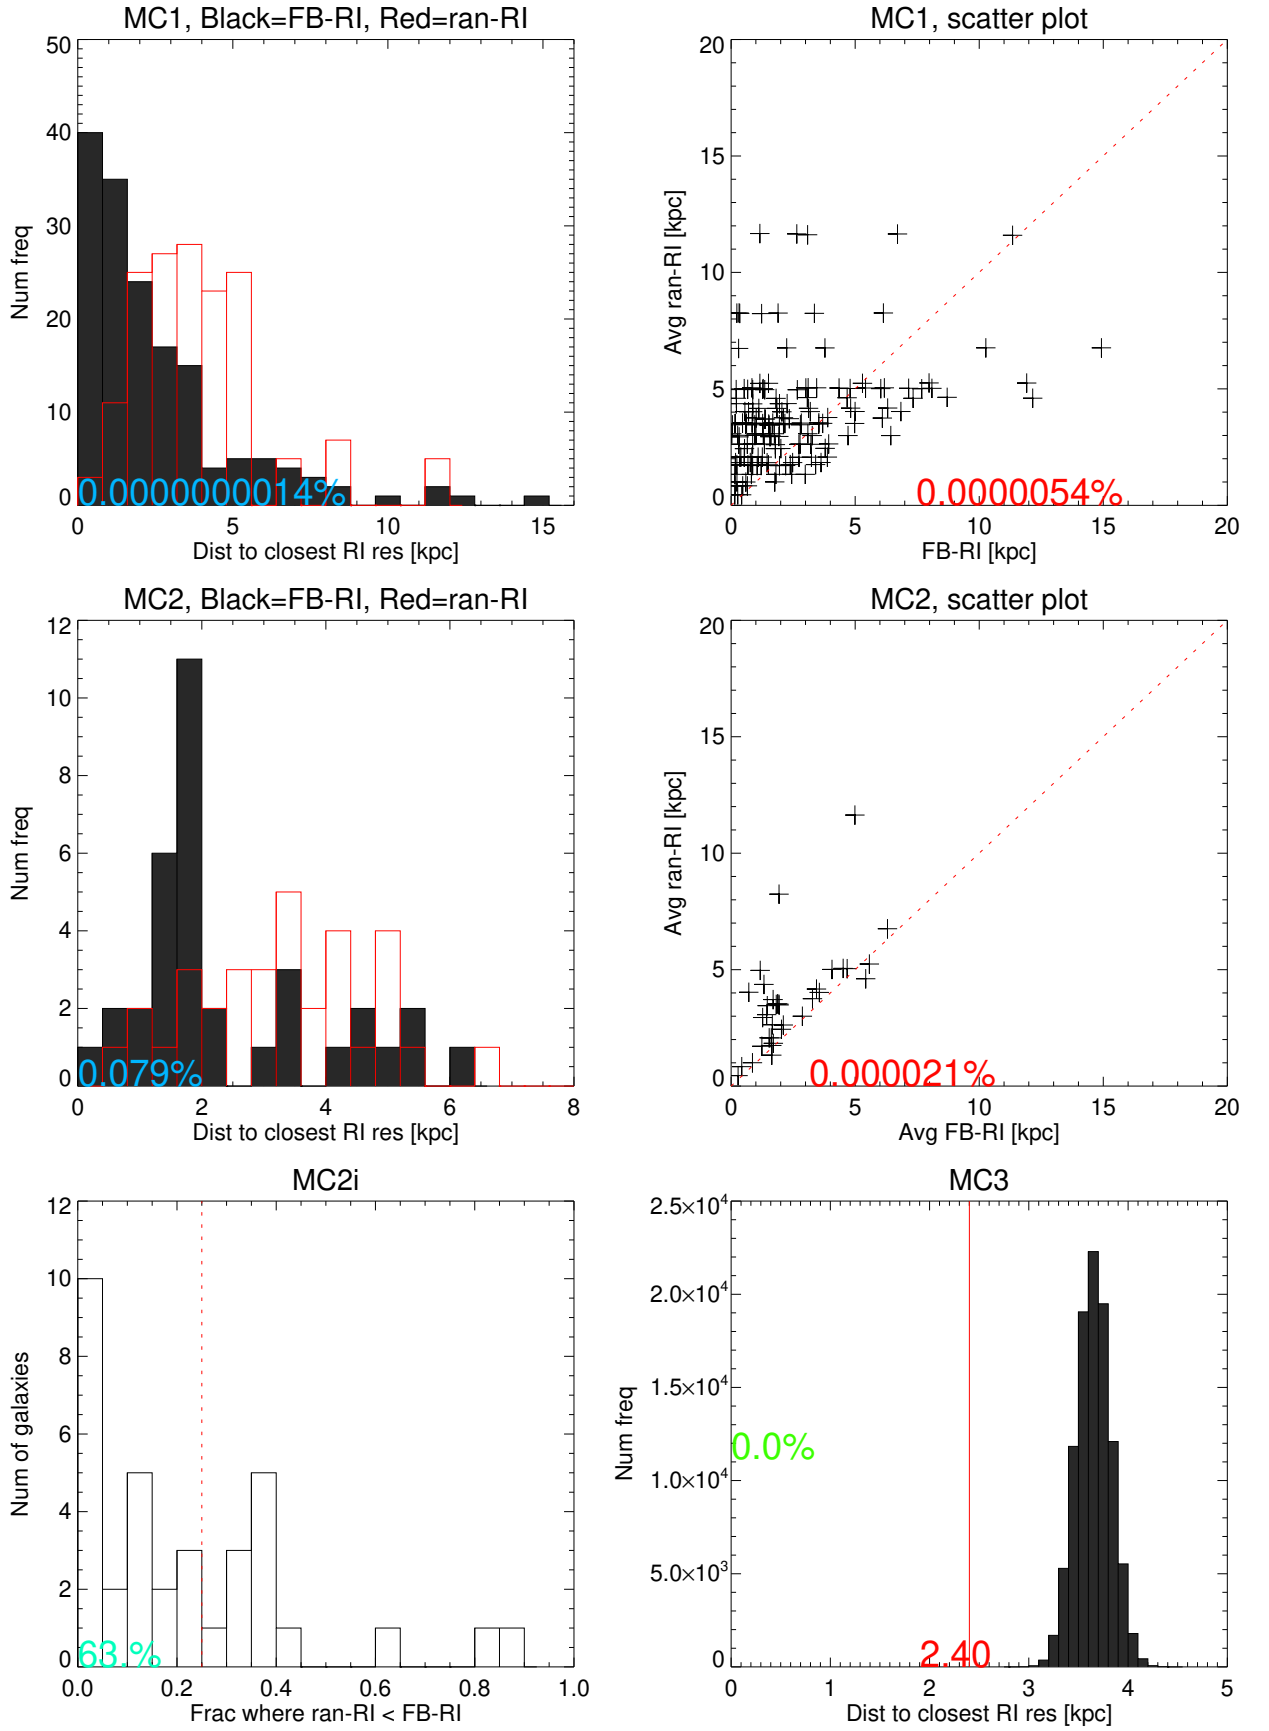 MC1, Black=FB-RI, Red=ran-RI
50
40
30
20
10
0
Num freq
0.0000000014%
0 5 10 15
Dist to closest RI res [kpc]
MC1, scatter plot
20
15
10
5
0
Avg ran-RI [kpc]
0.0000054%
0 5 10 15 20
FB-RI [kpc]
MC2, Black=FB-RI, Red=ran-RI
12
10
8
6
4
2
0
Num freq
0.079%
0 2 4 6 8
Dist to closest RI res [kpc]
MC2, scatter plot
20
15
10
5
0
Avg ran-RI [kpc]
0.000021%
0 5 10 15 20
Avg FB-RI [kpc]
MC2i
12
10
8
6
4
2
0
Num of galaxies
63.%
0.0 0.2 0.4 0.6 0.8 1.0
Frac where ran-RI < FB-RI
MC3
2.5×10⁴
2.0×10⁴
1.5×10⁴
1.0×10⁴
5.0×10³
0
Num freq
0.0%
2.40
0 1 2 3 4 5
Dist to closest RI res [kpc]